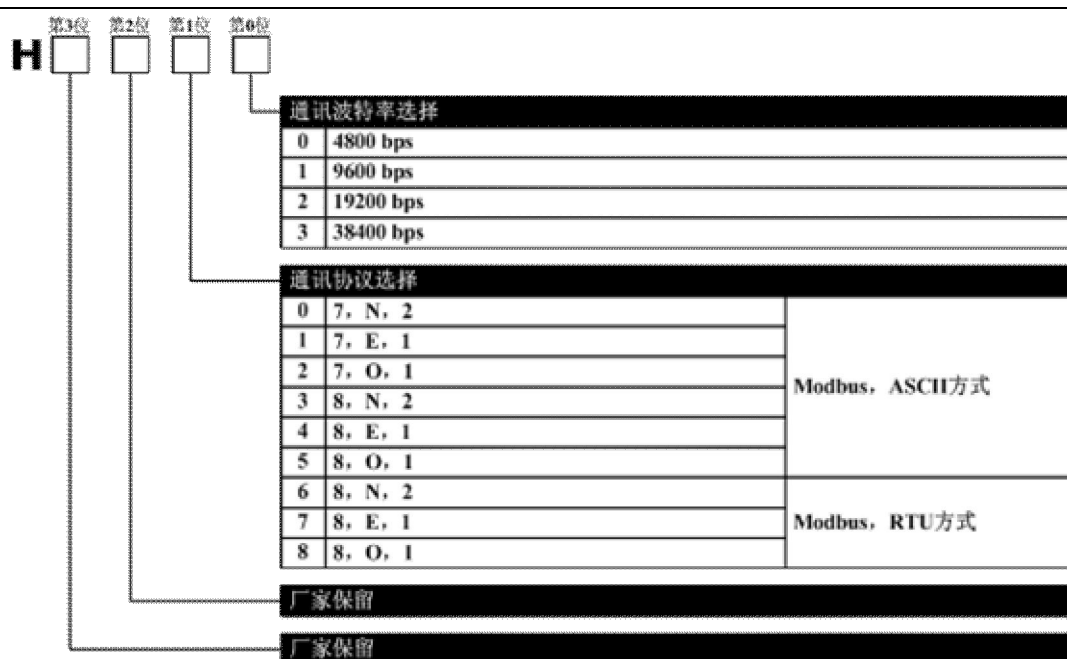 第3位 第2位 第1位 第0位
H
通讯波特率选择
0 4800 bps
1 9600 bps
2 19200 bps
3 38400 bps
通讯协议选择
0 7，N，2
1 7，E，1
2 7，O，1
3 8，N，2
4 8，E，1
5 8，O，1
Modbus，ASCII方式
6 8，N，2
7 8，E，1
8 8，O，1
Modbus，RTU方式
厂家保留
厂家保留